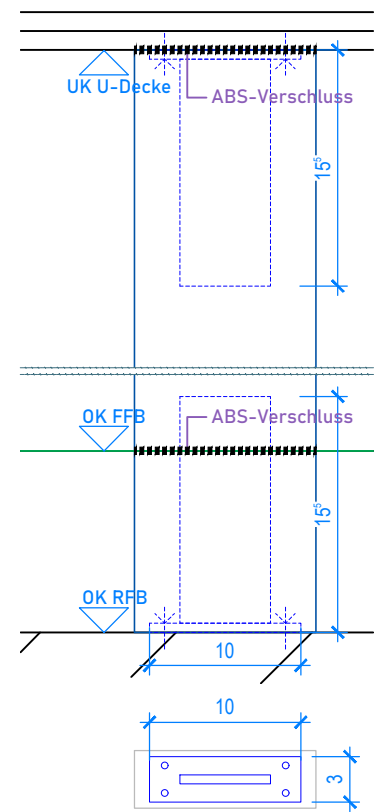 UK U-Decke
ABS-Verschluss
15⁵
OK FFB
ABS-Verschluss
15⁵
OK RFB
10
10
3